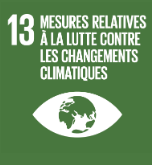 13 MESURES RELATIVES
À LA LUTTE CONTRE
LES CHANGEMENTS
CLIMATIQUES